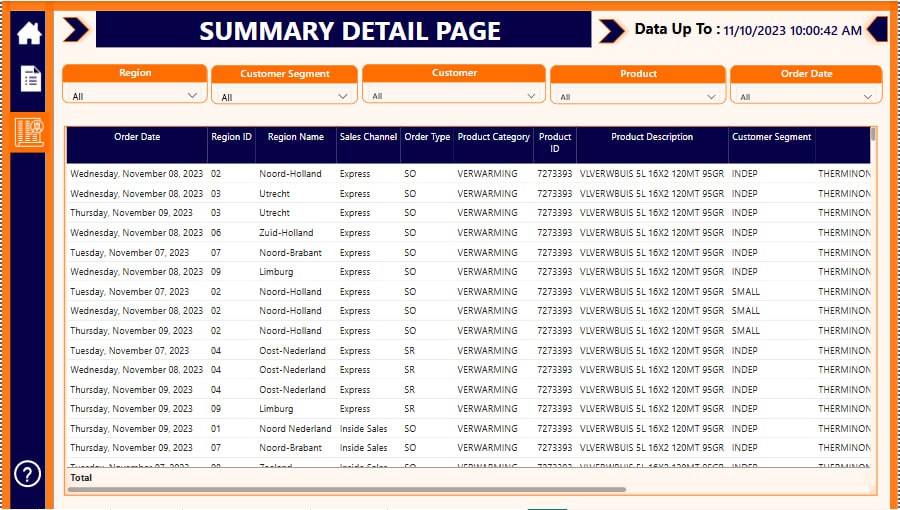 SUMMARY DETAIL PAGE
Data Up To : 11/10/2023 10:00:42 AM
Region Customer Segment Customer Product Order Date
All All All All All
Order Date Region ID Region Name Sales Channel Order Type Product Category Product ID Product Description Customer Segment
Wednesday, November 08, 2023 02 Noord-Holland Express SO VERWARMING 7273393 VLVERWBUIS 5L 16X2 120MT 95GR INDEP THERMINON
Wednesday, November 08, 2023 03 Utrecht Express SO VERWARMING 7273393 VLVERWBUIS 5L 16X2 120MT 95GR INDEP THERMINON
Thursday, November 09, 2023 03 Utrecht Express SO VERWARMING 7273393 VLVERWBUIS 5L 16X2 120MT 95GR INDEP THERMINON
Wednesday, November 08, 2023 06 Zuid-Holland Express SO VERWARMING 7273393 VLVERWBUIS 5L 16X2 120MT 95GR INDEP THERMINON
Tuesday, November 07, 2023 07 Noord-Brabant Express SO VERWARMING 7273393 VLVERWBUIS 5L 16X2 120MT 95GR INDEP THERMINON
Wednesday, November 08, 2023 09 Limburg Express SO VERWARMING 7273393 VLVERWBUIS 5L 16X2 120MT 95GR INDEP THERMINON
Tuesday, November 07, 2023 02 Noord-Holland Express SO VERWARMING 7273393 VLVERWBUIS 5L 16X2 120MT 95GR SMALL THERMINON
Wednesday, November 08, 2023 02 Noord-Holland Express SO VERWARMING 7273393 VLVERWBUIS 5L 16X2 120MT 95GR SMALL THERMINON
Thursday, November 09, 2023 02 Noord-Holland Express SO VERWARMING 7273393 VLVERWBUIS 5L 16X2 120MT 95GR SMALL THERMINON
Tuesday, November 07, 2023 04 Oost-Nederland Express SR VERWARMING 7273393 VLVERWBUIS 5L 16X2 120MT 95GR INDEP THERMINON
Wednesday, November 08, 2023 04 Oost-Nederland Express SR VERWARMING 7273393 VLVERWBUIS 5L 16X2 120MT 95GR INDEP THERMINON
Thursday, November 09, 2023 04 Oost-Nederland Express SR VERWARMING 7273393 VLVERWBUIS 5L 16X2 120MT 95GR INDEP THERMINON
Thursday, November 09, 2023 09 Limburg Express SR VERWARMING 7273393 VLVERWBUIS 5L 16X2 120MT 95GR INDEP THERMINON
Thursday, November 09, 2023 01 Noord Nederland Inside Sales SO VERWARMING 7273393 VLVERWBUIS 5L 16X2 120MT 95GR INDEP THERMINON
Thursday, November 09, 2023 07 Noord-Brabant Inside Sales SO VERWARMING 7273393 VLVERWBUIS 5L 16X2 120MT 95GR INDEP THERMINON
Total
?